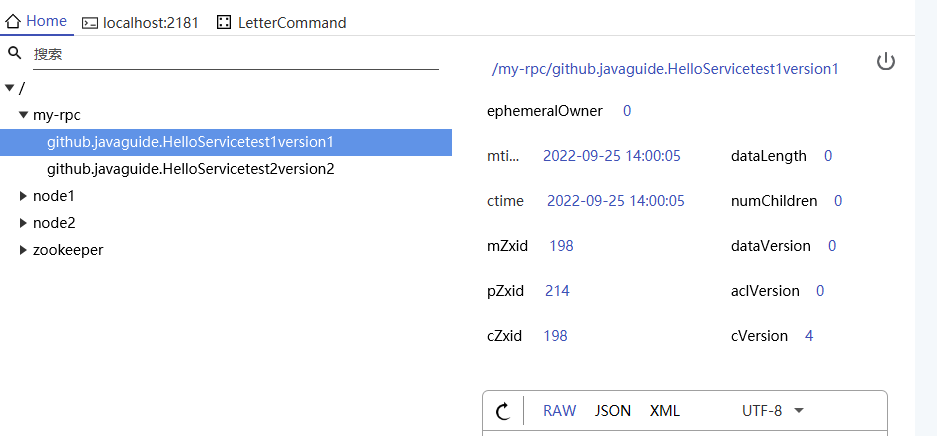 Home localhost:2181 LetterCommand
搜索
/
my-rpc
github.javaguide.HelloServicetest1version1
github.javaguide.HelloServicetest2version2
node1
node2
zookeeper
/my-rpc/github.javaguide.HelloServicetest1version1
ephemeralOwner 0
mti... 2022-09-25 14:00:05 dataLength 0
ctime 2022-09-25 14:00:05 numChildren 0
mZxid 198 dataVersion 0
pZxid 214 aclVersion 0
cZxid 198 cVersion 4
RAW JSON XML UTF-8